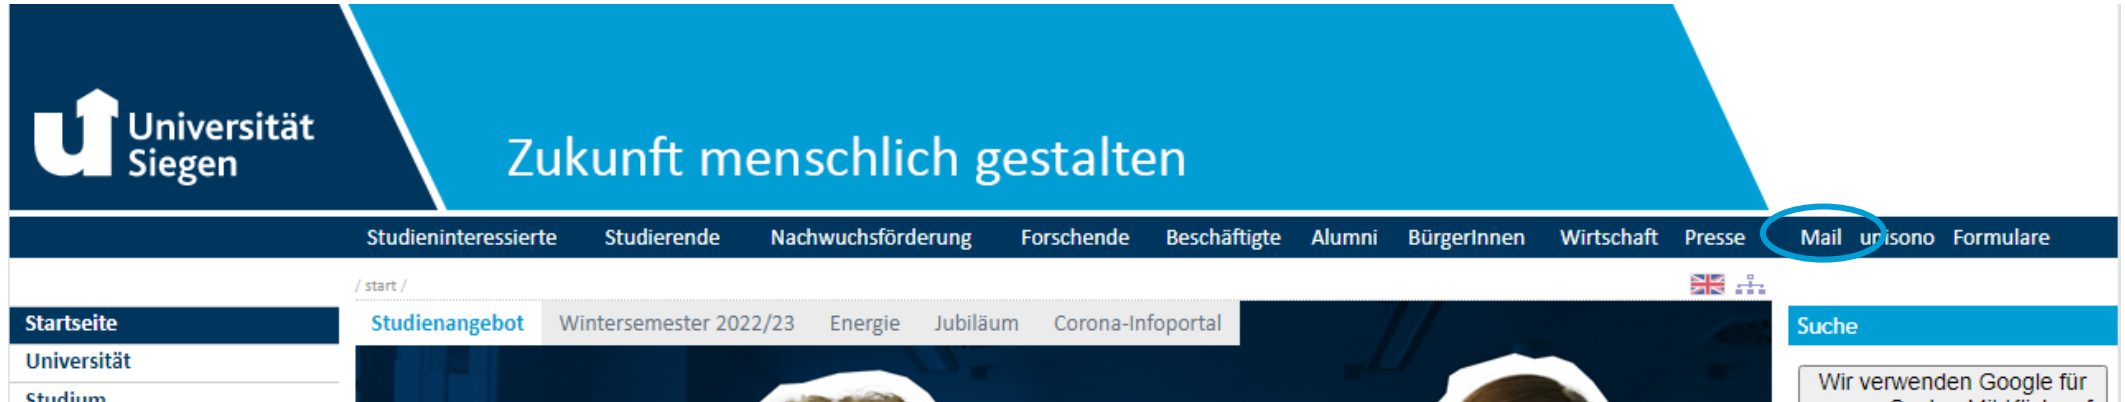 Universität
Siegen
Zukunft menschlich gestalten
Studieninteressierte Studierende Nachwuchsförderung Forschende Beschäftigte Alumni BürgerInnen Wirtschaft Presse Mail unisono Formulare
/ start /
Startseite
Universität
Studium
Studienangebot Wintersemester 2022/23 Energie Jubiläum Corona-Infoportal
Suche
Wir verwenden Google für